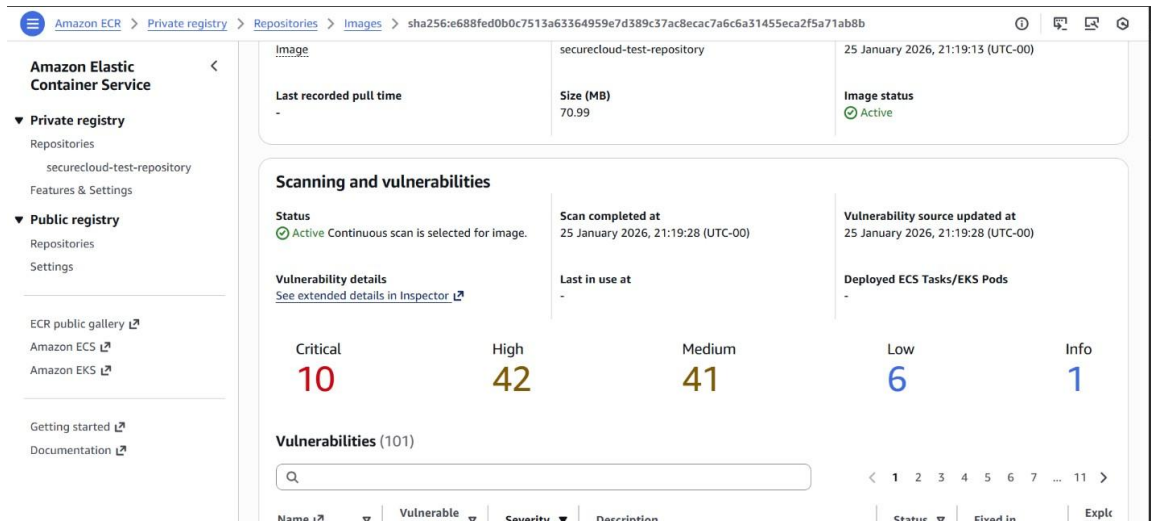 Amazon ECR > Private registry > Repositories > Images > sha256:e688fed0b0c7513a63364959e7d389c37ac8ecac7a6c6a31455eca2f5a71ab8b
Amazon Elastic
Container Service
Private registry
Repositories
securecloud-test-repository
Features & Settings
Public registry
Repositories
Settings
ECR public gallery
Amazon ECS
Amazon EKS
Getting started
Documentation
Image
securecloud-test-repository
25 January 2026, 21:19:13 (UTC-00)
Last recorded pull time
-
Size (MB)
70.99
Image status
Active
Scanning and vulnerabilities
Status
Active Continuous scan is selected for image.
Scan completed at
25 January 2026, 21:19:28 (UTC-00)
Vulnerability source updated at
25 January 2026, 21:19:28 (UTC-00)
Vulnerability details
See extended details in Inspector
Last in use at
-
Deployed ECS Tasks/EKS Pods
-
Critical
10
High
42
Medium
41
Low
6
Info
1
Vulnerabilities (101)
< 1 2 3 4 5 6 7 ... 11 >
Name
Vulnerable
Severity
Description
Status
Fixed in
Explo